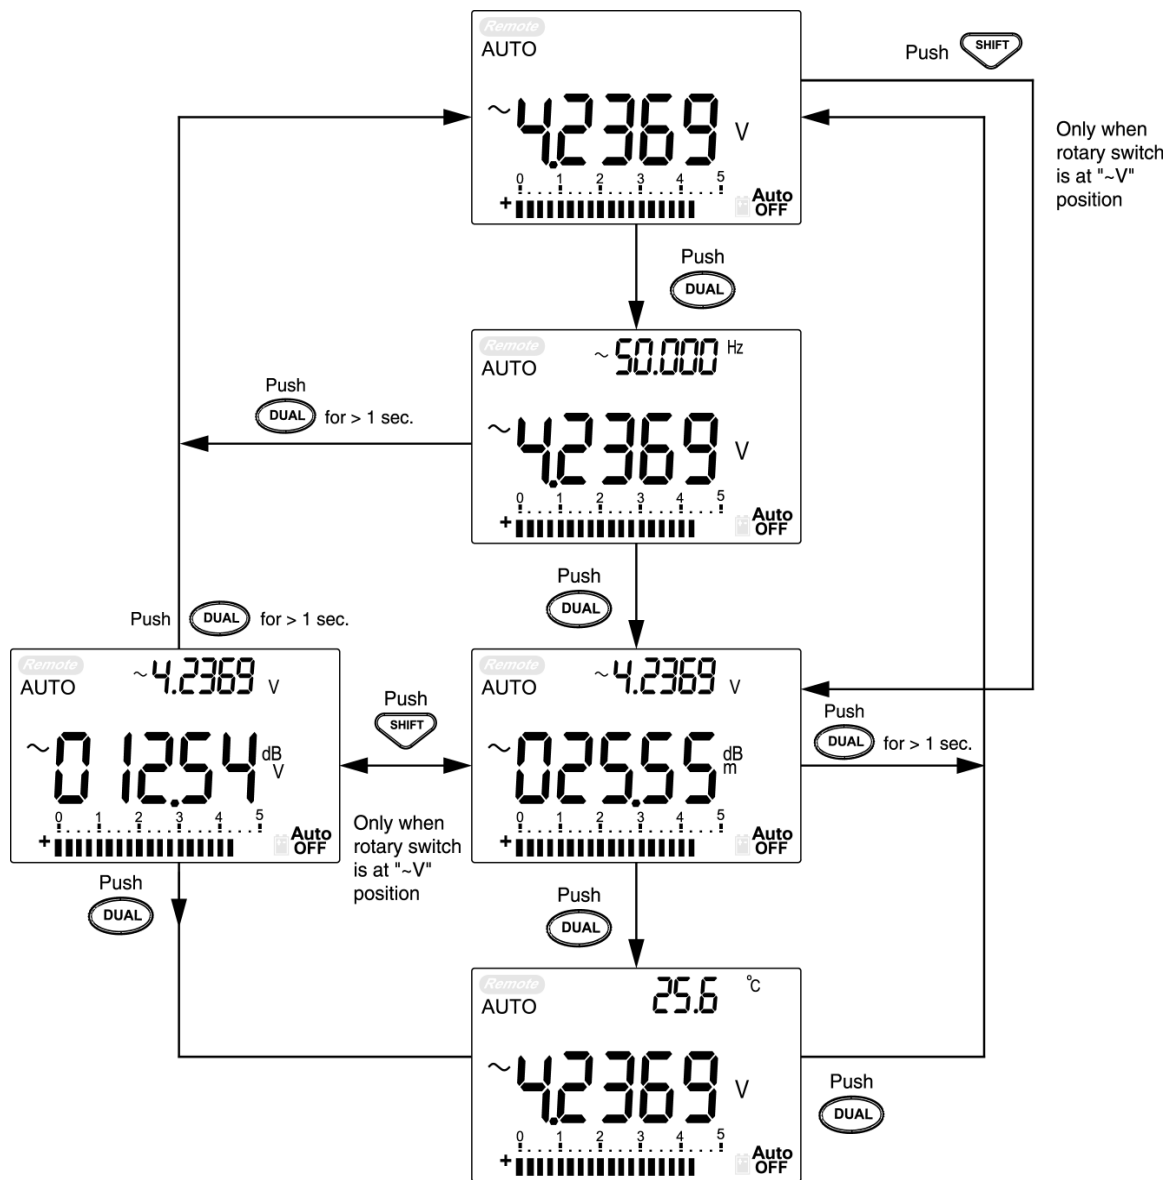 Remote
AUTO
~ 4.2369 V
0 1 2 3 4 5
+
Auto
OFF
Push SHIFT
Only when
rotary switch
is at "~V"
position
Push
DUAL
Remote
AUTO
~ 50.000 Hz
~ 4.2369 V
0 1 2 3 4 5
+
Auto
OFF
Push
DUAL for > 1 sec.
Push
DUAL
Push DUAL for > 1 sec.
Remote
AUTO
~ 4.2369 V
~ 012.54 dB
V
0 1 2 3 4 5
+
Auto
OFF
Push
SHIFT
Only when
rotary switch
is at "~V"
position
Remote
AUTO
~ 4.2369 V
~ 025.55 dB
m
0 1 2 3 4 5
+
Auto
OFF
Push
DUAL for > 1 sec.
Push
DUAL
Push
DUAL
Remote
AUTO
25.6 °C
~ 4.2369 V
0 1 2 3 4 5
+
Auto
OFF
Push
DUAL